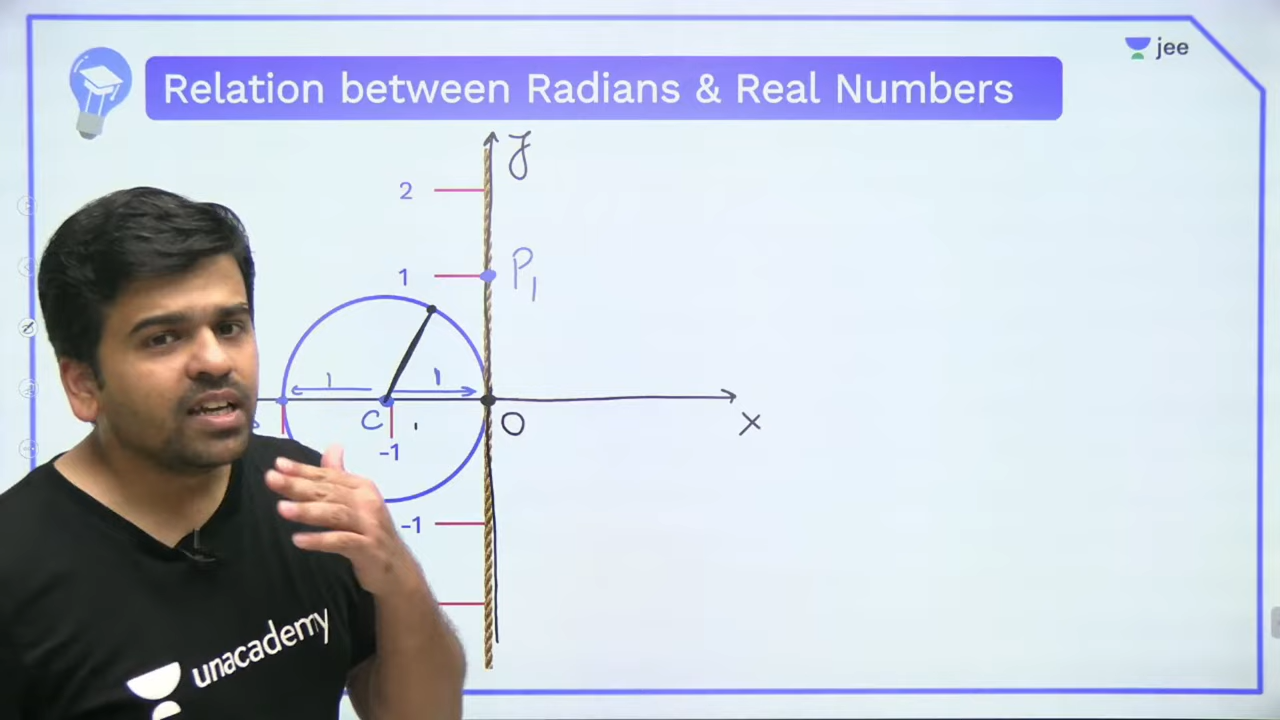 jee
Relation between Radians & Real Numbers
y
2
1
P1
1
1
C
O
x
-1
-1
unacademy